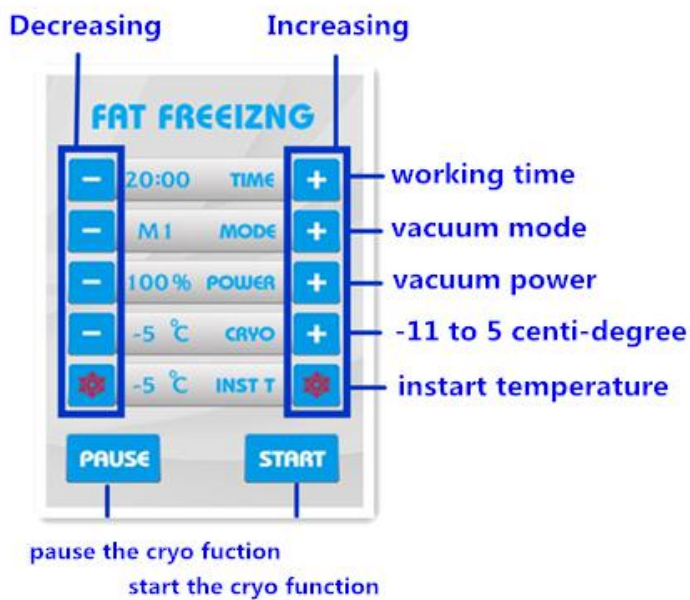 Decreasing Increasing
FAT FREEIZNG
− 20:00 TIME + working time
− M1 MODE + vacuum mode
− 100% POWER + vacuum power
− -5 ℃ CRYO + -11 to 5 centi-degree
-5 ℃ INST T instart temperature
PAUSE START
pause the cryo fuction
start the cryo function